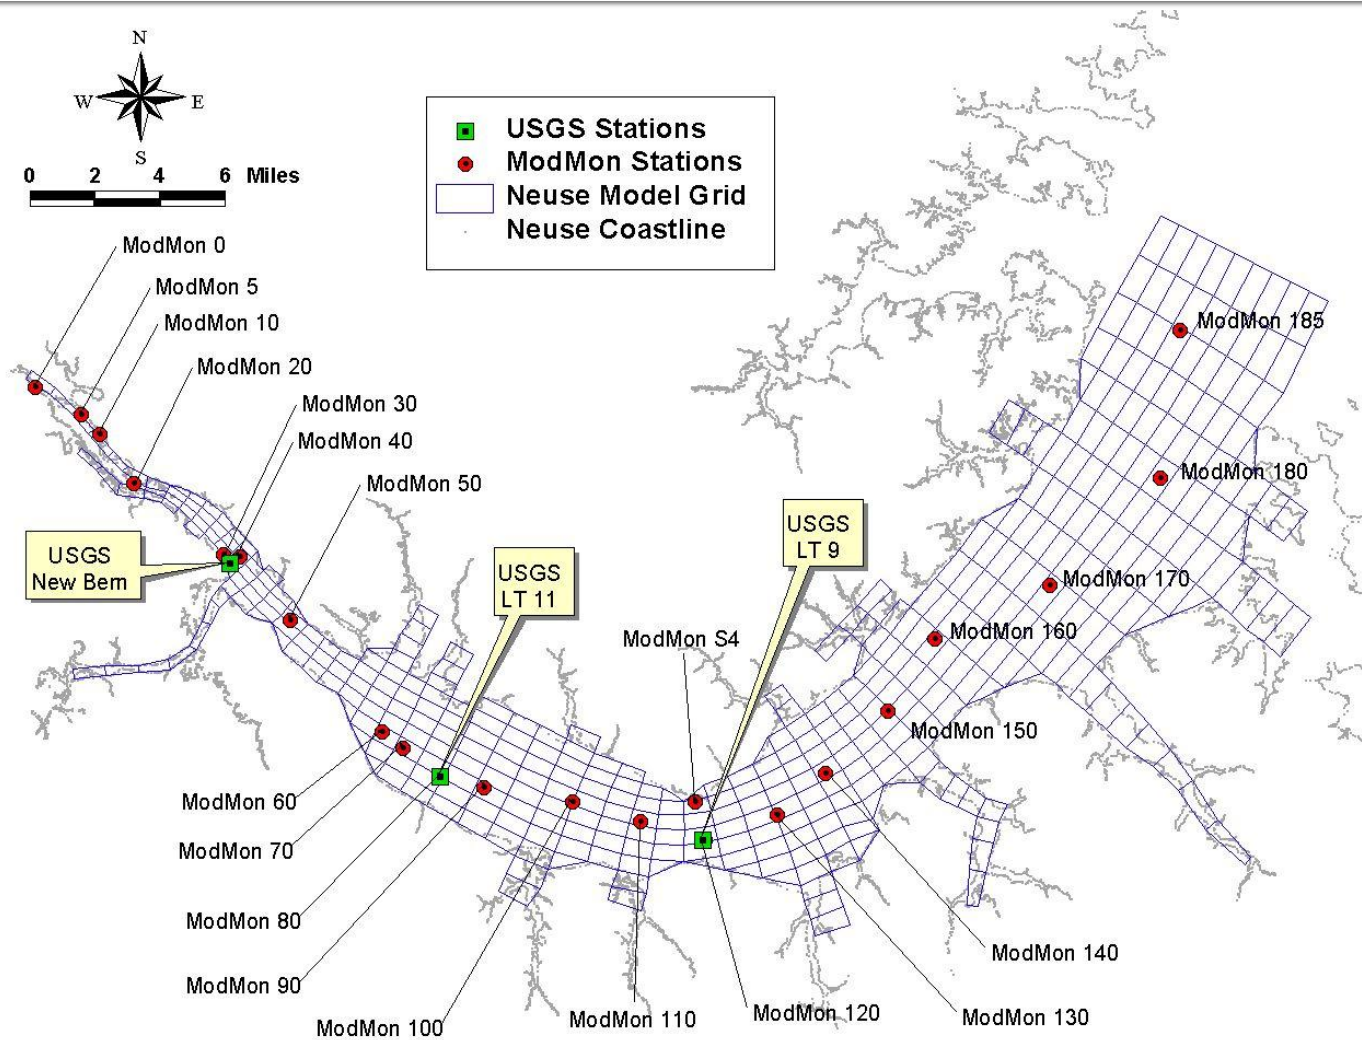 N
W E
S
0 2 4 6 Miles
USGS Stations
ModMon Stations
Neuse Model Grid
Neuse Coastline
ModMon 0
ModMon 5
ModMon 10
ModMon 20
ModMon 30
ModMon 40
ModMon 50
ModMon 185
ModMon 180
ModMon 170
ModMon 160
ModMon 150
USGS
New Bern
USGS
LT 11
USGS
LT 9
ModMon S4
ModMon 60
ModMon 70
ModMon 80
ModMon 90
ModMon 100
ModMon 110
ModMon 120
ModMon 130
ModMon 140